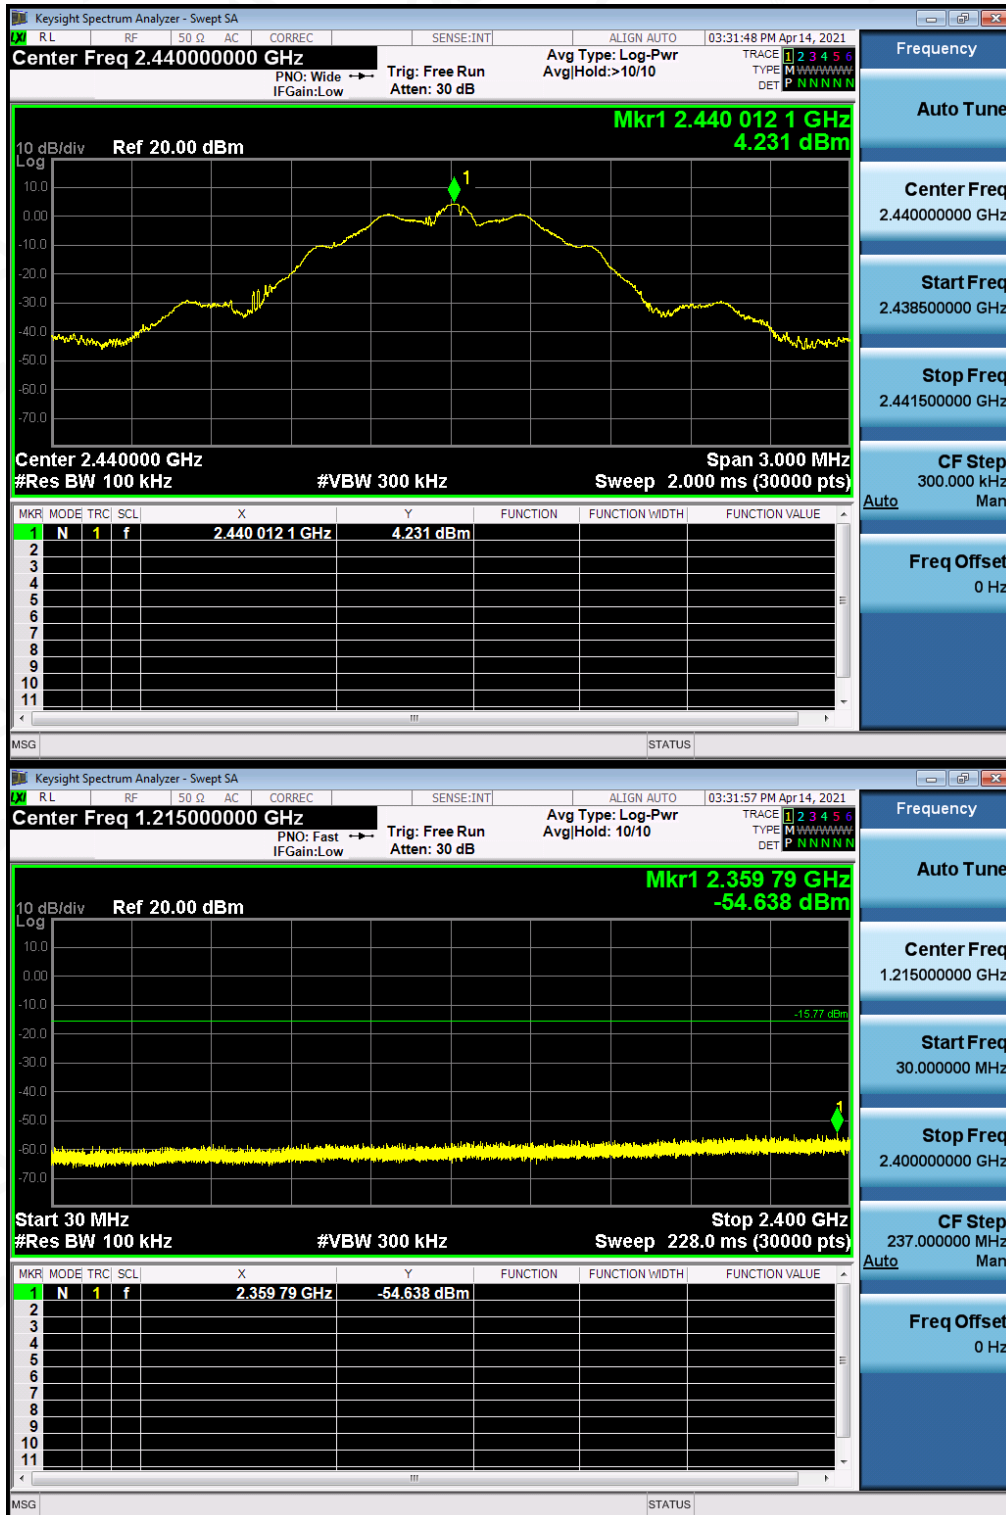 Keysight Spectrum Analyzer - Swept SA
LXI RL RF 50 Ω AC CORREC SENSE:INT ALIGN AUTO 03:31:48 PM Apr 14, 2021
Center Freq 2.440000000 GHz
PNO: Wide
IFGain:Low
Trig: Free Run
Atten: 30 dB
Avg Type: Log-Pwr
Avg|Hold:>10/10
TRACE 1 2 3 4 5 6
TYPE M W W W W W
DET P N N N N N
Mkr1 2.440 012 1 GHz
4.231 dBm
10 dB/div Ref 20.00 dBm
Log
1
10.0
0.00
-10.0
-20.0
-30.0
-40.0
-50.0
-60.0
-70.0
Center 2.440000 GHz Span 3.000 MHz
#Res BW 100 kHz #VBW 300 kHz Sweep 2.000 ms (30000 pts)
MKR MODE TRC SCL X Y FUNCTION FUNCTION WIDTH FUNCTION VALUE
1 N 1 f 2.440 012 1 GHz 4.231 dBm
2
3
4
5
6
7
8
9
10
11
MSG STATUS
Frequency
Auto Tune
Center Freq
2.440000000 GHz
Start Freq
2.438500000 GHz
Stop Freq
2.441500000 GHz
CF Step
300.000 kHz
Auto Man
Freq Offset
0 Hz
Keysight Spectrum Analyzer - Swept SA
LXI RL RF 50 Ω AC CORREC SENSE:INT ALIGN AUTO 03:31:57 PM Apr 14, 2021
Center Freq 1.215000000 GHz
PNO: Fast
IFGain:Low
Trig: Free Run
Atten: 30 dB
Avg Type: Log-Pwr
Avg|Hold: 10/10
TRACE 1 2 3 4 5 6
TYPE M W W W W W
DET P N N N N N
Mkr1 2.359 79 GHz
-54.638 dBm
10 dB/div Ref 20.00 dBm
Log
10.0
0.00
-10.0
-15.77 dBm
-20.0
-30.0
-40.0
1
-50.0
-60.0
-70.0
Start 30 MHz Stop 2.400 GHz
#Res BW 100 kHz #VBW 300 kHz Sweep 228.0 ms (30000 pts)
MKR MODE TRC SCL X Y FUNCTION FUNCTION WIDTH FUNCTION VALUE
1 N 1 f 2.359 79 GHz -54.638 dBm
2
3
4
5
6
7
8
9
10
11
MSG STATUS
Frequency
Auto Tune
Center Freq
1.215000000 GHz
Start Freq
30.000000 MHz
Stop Freq
2.400000000 GHz
CF Step
237.000000 MHz
Auto Man
Freq Offset
0 Hz